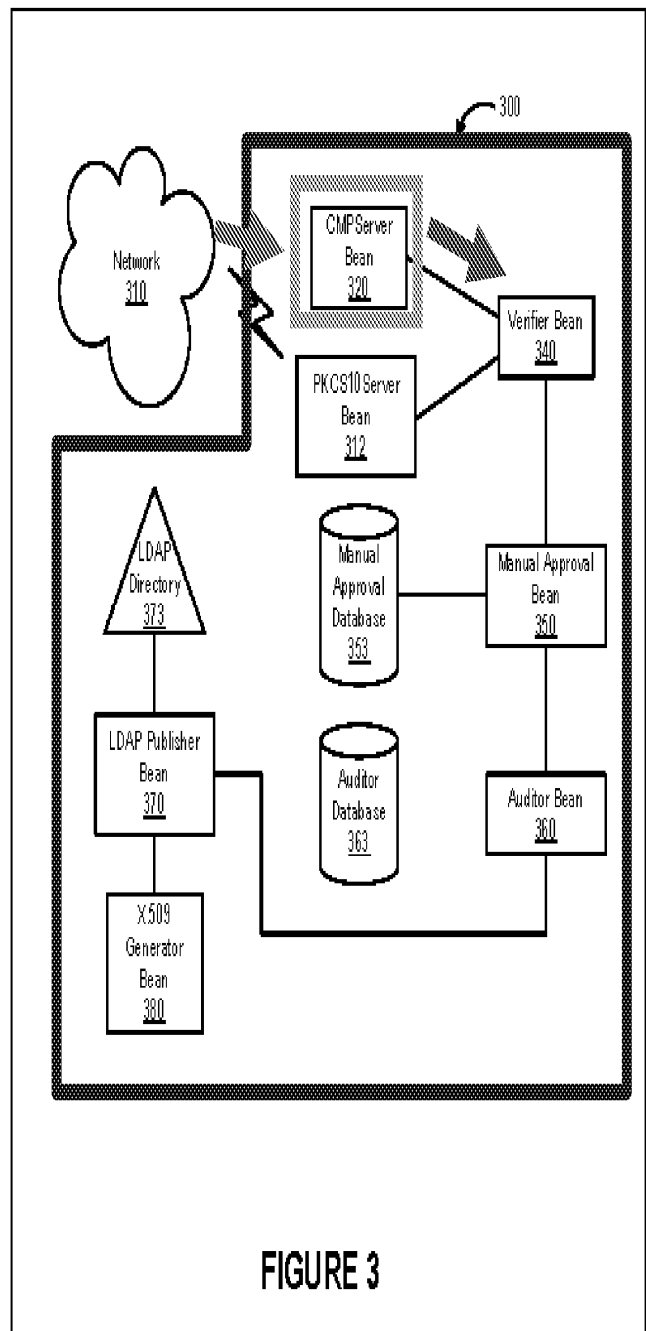 300
Network
310
CMPServer
Bean
320
Verifier Bean
340
PKCS10 Server
Bean
312
LDAP
Directory
373
Manual
Approval
Database
353
Manual Approval
Bean
350
LDAP Publisher
Bean
370
Auditor
Database
363
Auditor Bean
360
X.509
Generator
Bean
380
FIGURE 3